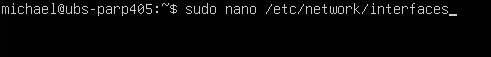 michael@ubs-parp405:~$ sudo nano /etc/network/interfaces_